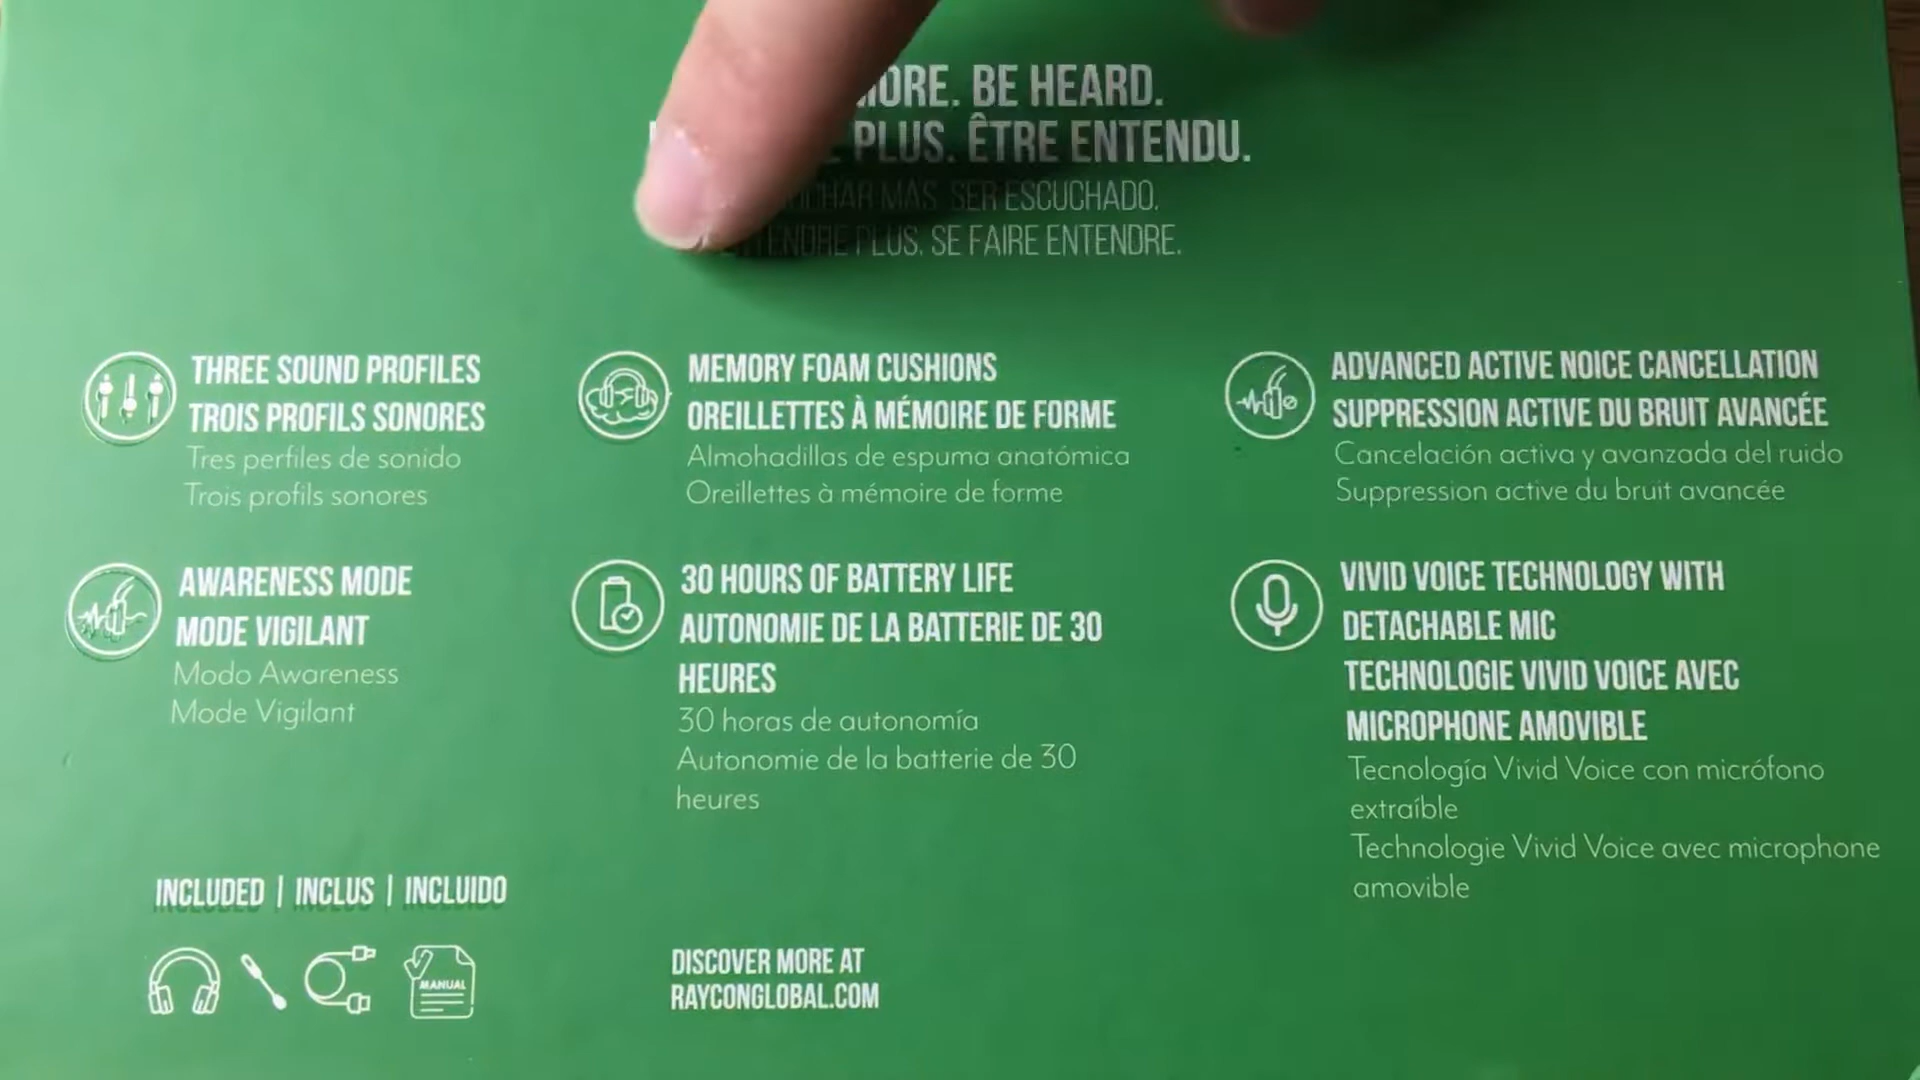 MORE. BE HEARD.
PLUS. ÊTRE ENTENDU.
MÁS. SER ESCUCHADO.
PLUS. SE FAIRE ENTENDRE.
THREE SOUND PROFILES
TROIS PROFILS SONORES
Tres perfiles de sonido
Trois profils sonores
MEMORY FOAM CUSHIONS
OREILLETTES À MÉMOIRE DE FORME
Almohadillas de espuma anatómica
Oreillettes à mémoire de forme
ADVANCED ACTIVE NOICE CANCELLATION
SUPPRESSION ACTIVE DU BRUIT AVANCÉE
Cancelación activa y avanzada del ruido
Suppression active du bruit avancée
AWARENESS MODE
MODE VIGILANT
Modo Awareness
Mode Vigilant
30 HOURS OF BATTERY LIFE
AUTONOMIE DE LA BATTERIE DE 30
HEURES
30 horas de autonomía
Autonomie de la batterie de 30
heures
VIVID VOICE TECHNOLOGY WITH
DETACHABLE MIC
TECHNOLOGIE VIVID VOICE AVEC
MICROPHONE AMOVIBLE
Tecnología Vivid Voice con micrófono
extraíble
Technologie Vivid Voice avec microphone
amovible
INCLUDED | INCLUS | INCLUIDO
MANUAL
DISCOVER MORE AT
RAYCONGLOBAL.COM